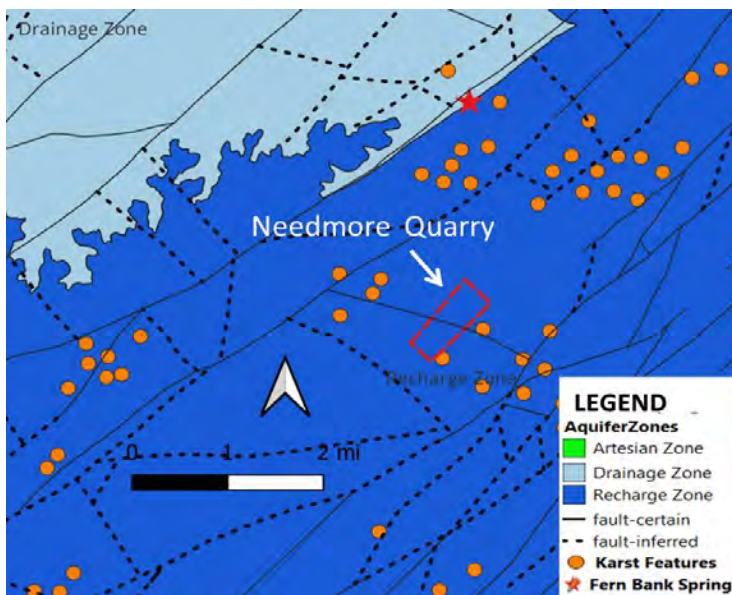 Drainage Zone
Needmore Quarry
Recharge Zone
0 1 2 mi
LEGEND
AquiferZones
Artesian Zone
Drainage Zone
Recharge Zone
fault-certain
fault-inferred
Karst Features
Fern Bank Spring